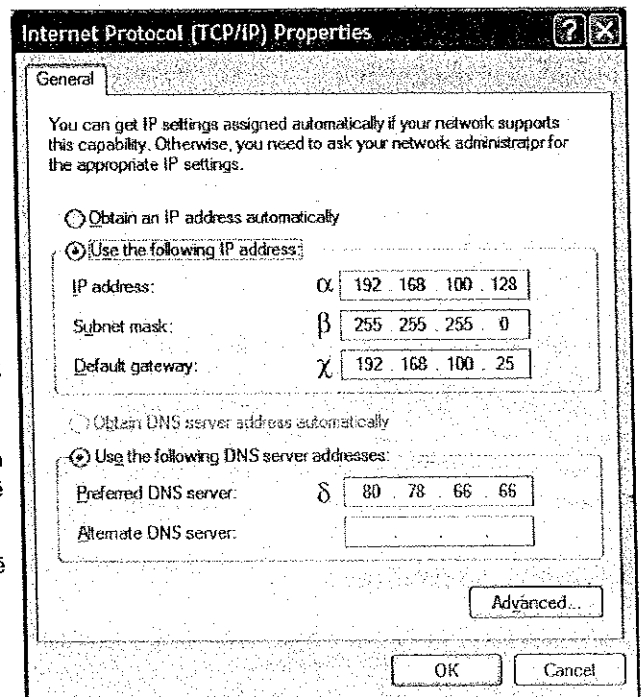 Internet Protocol (TCP/IP) Properties
General
You can get IP settings assigned automatically if your network supports
this capability. Otherwise, you need to ask your network administrator for
the appropriate IP settings.
Obtain an IP address automatically
Use the following IP address:
IP address: α 192 . 168 . 100 . 128
Subnet mask: β 255 . 255 . 255 . 0
Default gateway: χ 192 . 168 . 100 . 25
Obtain DNS server address automatically
Use the following DNS server addresses:
Preferred DNS server: δ 80 . 78 . 66 . 66
Alternate DNS server: . . .
Advanced...
OK Cancel